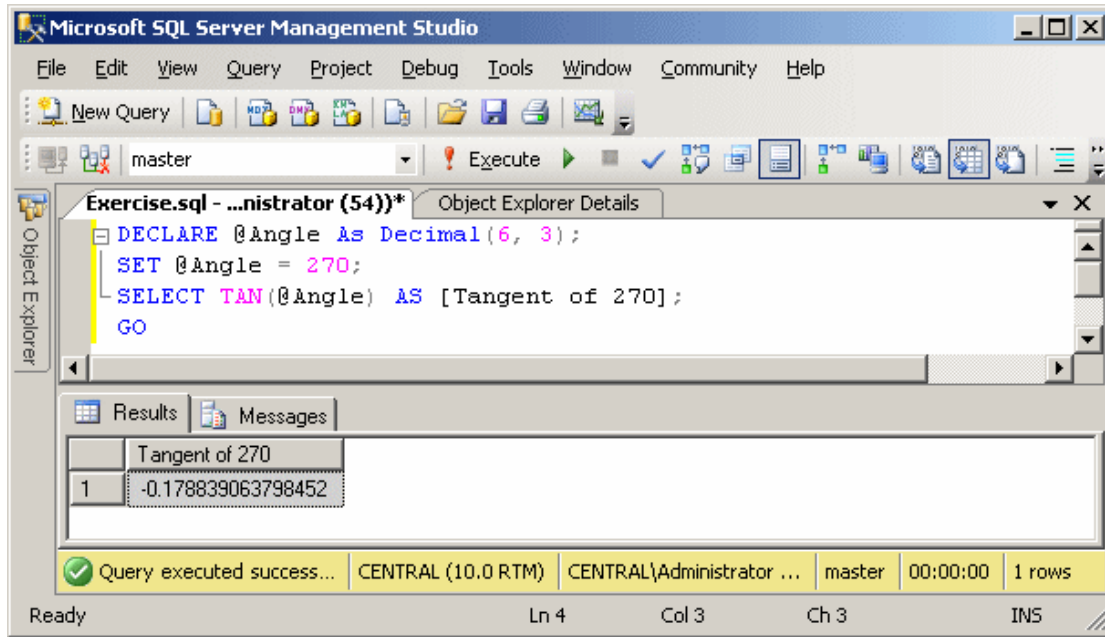 Microsoft SQL Server Management Studio
File Edit View Query Project Debug Tools Window Community Help
New Query
master Execute
Exercise.sql - ...nistrator (54))* Object Explorer Details
Object Explorer
DECLARE @Angle As Decimal(6, 3);
SET @Angle = 270;
SELECT TAN(@Angle) AS [Tangent of 270];
GO
Results Messages
Tangent of 270
1 -0.178839063798452
Query executed success... CENTRAL (10.0 RTM) CENTRAL\Administrator ... master 00:00:00 1 rows
Ready Ln 4 Col 3 Ch 3 INS